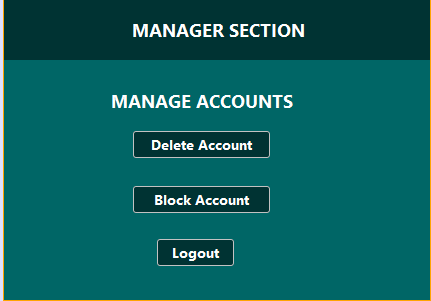 MANAGER SECTION
MANAGE ACCOUNTS
Delete Account
Block Account
Logout